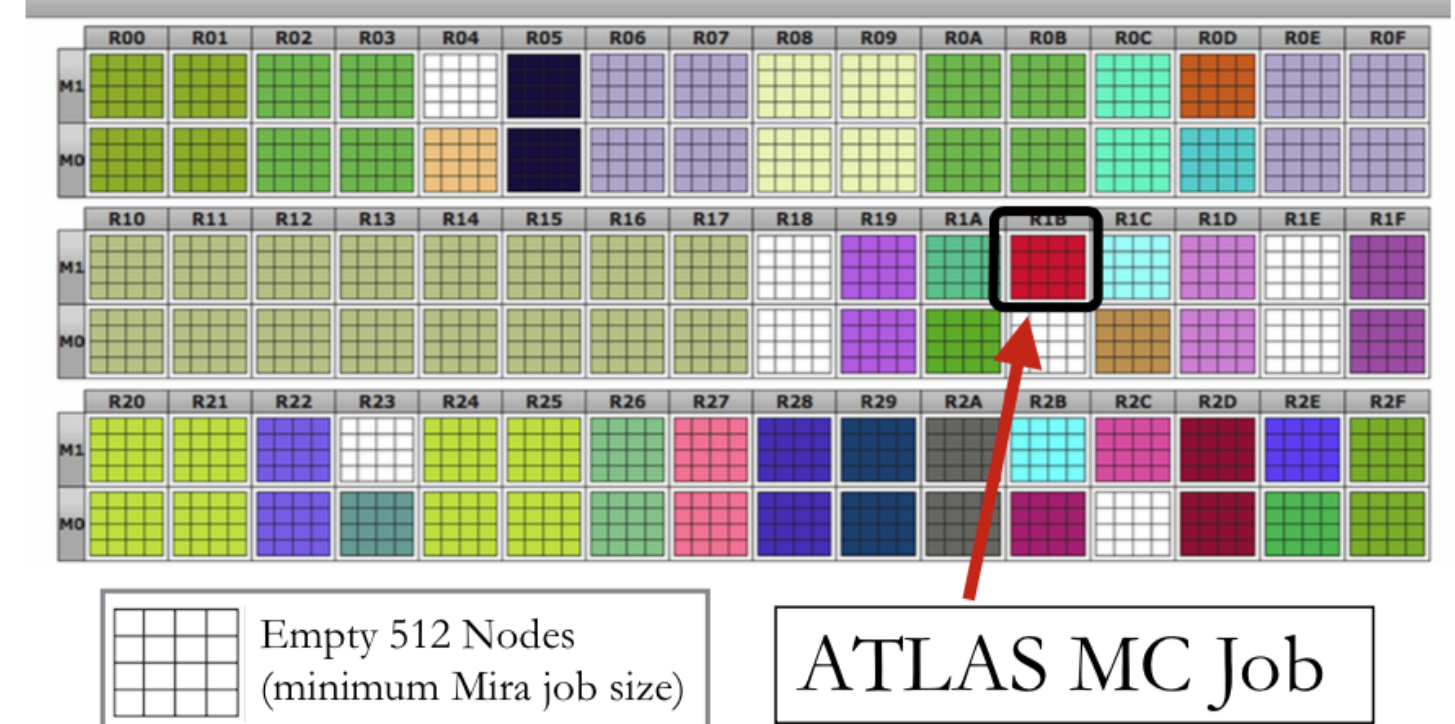 R00 R01 R02 R03 R04 R05 R06 R07 R08 R09 R0A R0B R0C R0D R0E R0F
M1
M0
R10 R11 R12 R13 R14 R15 R16 R17 R18 R19 R1A R1B R1C R1D R1E R1F
M1
M0
R20 R21 R22 R23 R24 R25 R26 R27 R28 R29 R2A R2B R2C R2D R2E R2F
M1
M0
Empty 512 Nodes
(minimum Mira job size)
ATLAS MC Job